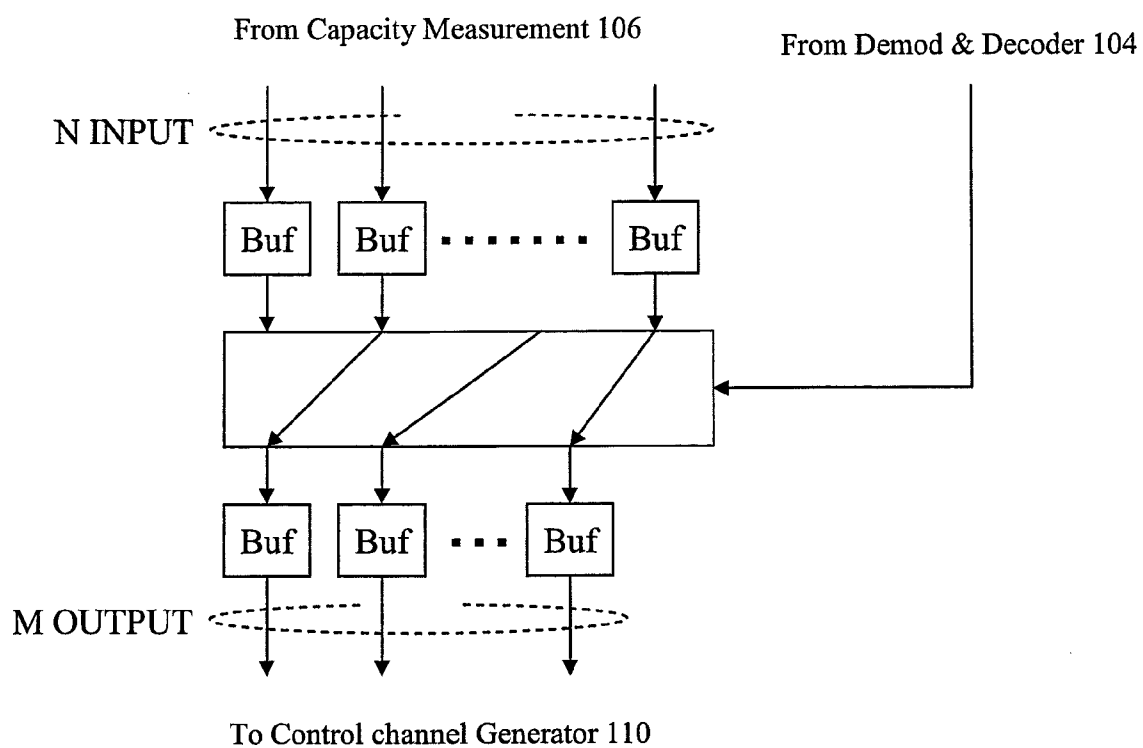 From Capacity Measurement 106
From Demod & Decoder 104
N INPUT
Buf Buf Buf
Buf Buf Buf
M OUTPUT
To Control channel Generator 110